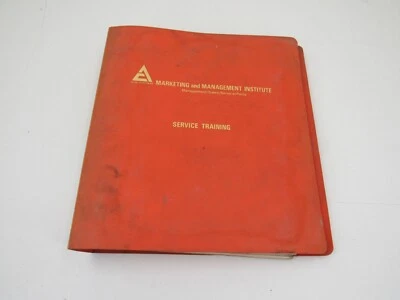 MARKETING and MANAGEMENT INSTITUTE
SERVICE TRAINING